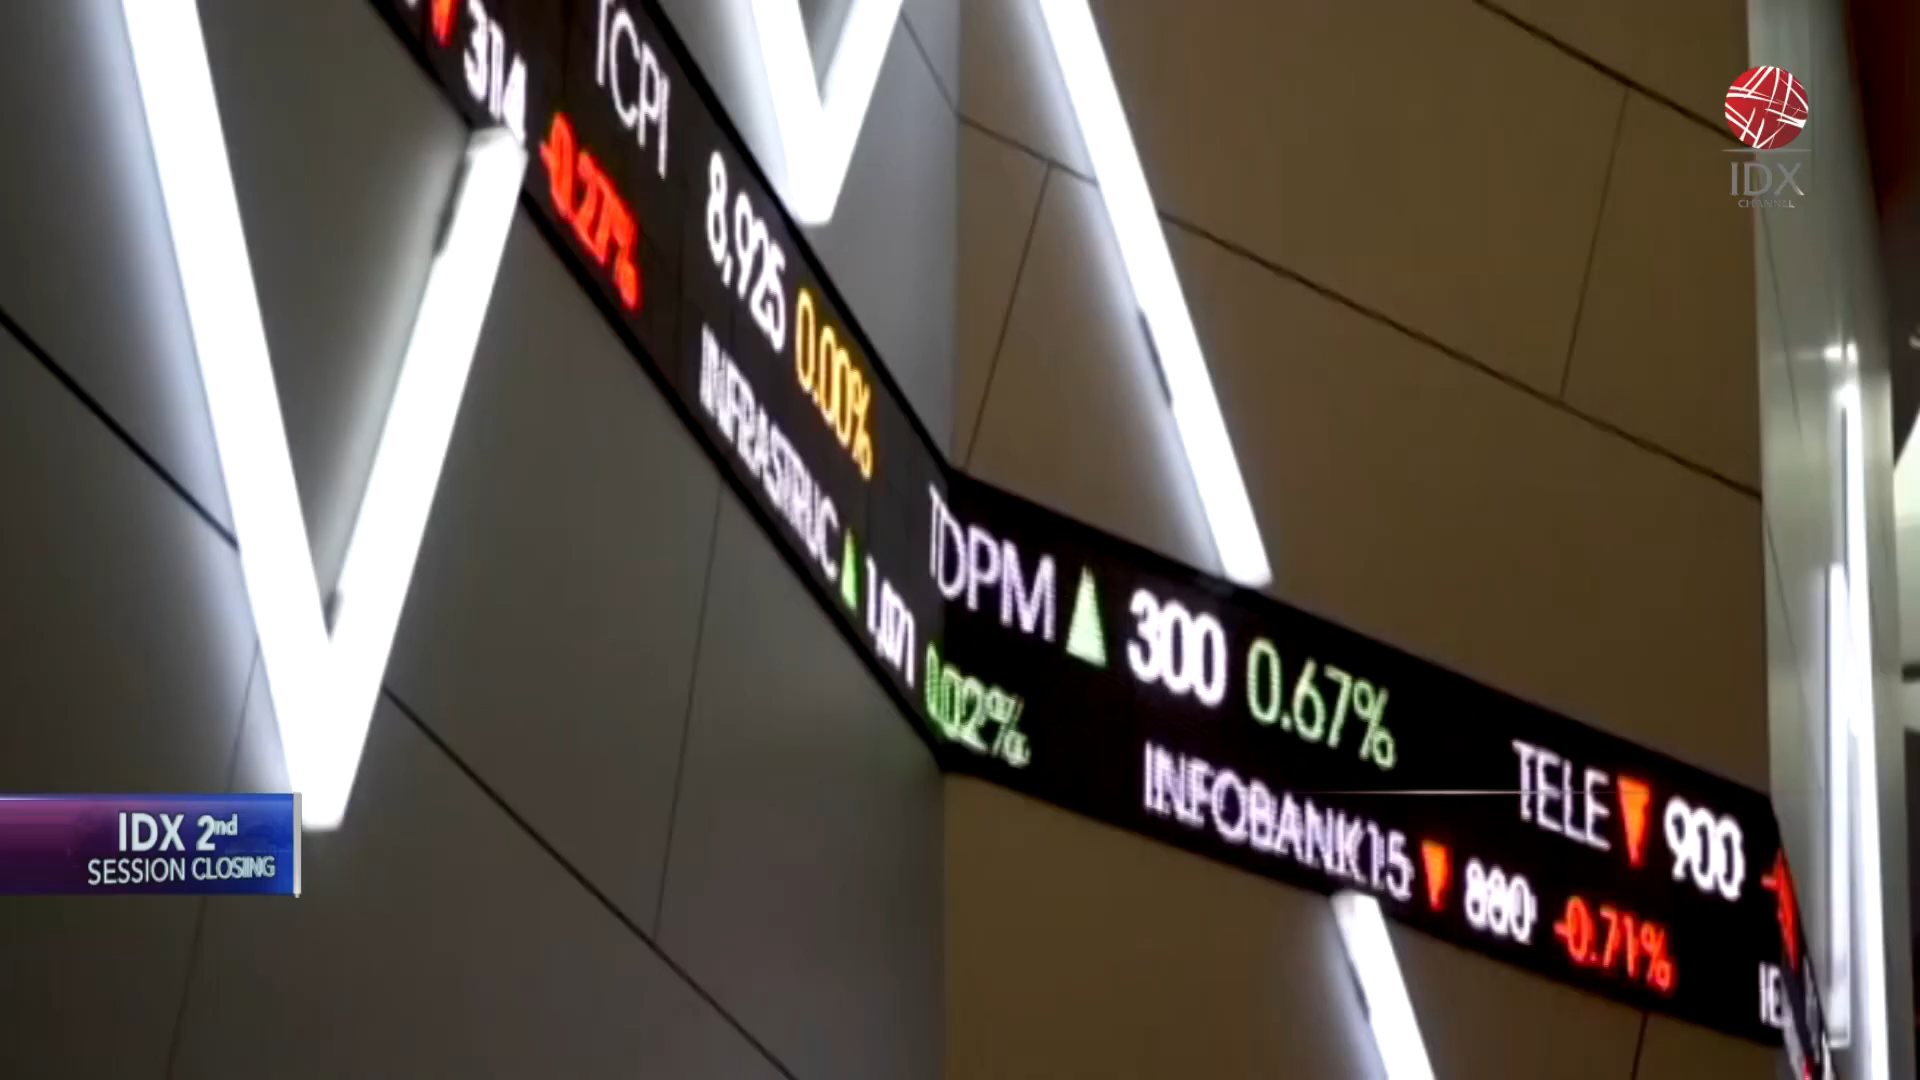 314
-0.27%
TCPI
8,925
0.00%
INFRASTRUC
TDPM
300
0.67%
INFOBANK15
-0.71%
TELE
900
IDX
CHANNEL
IDX 2nd
SESSION CLOSING